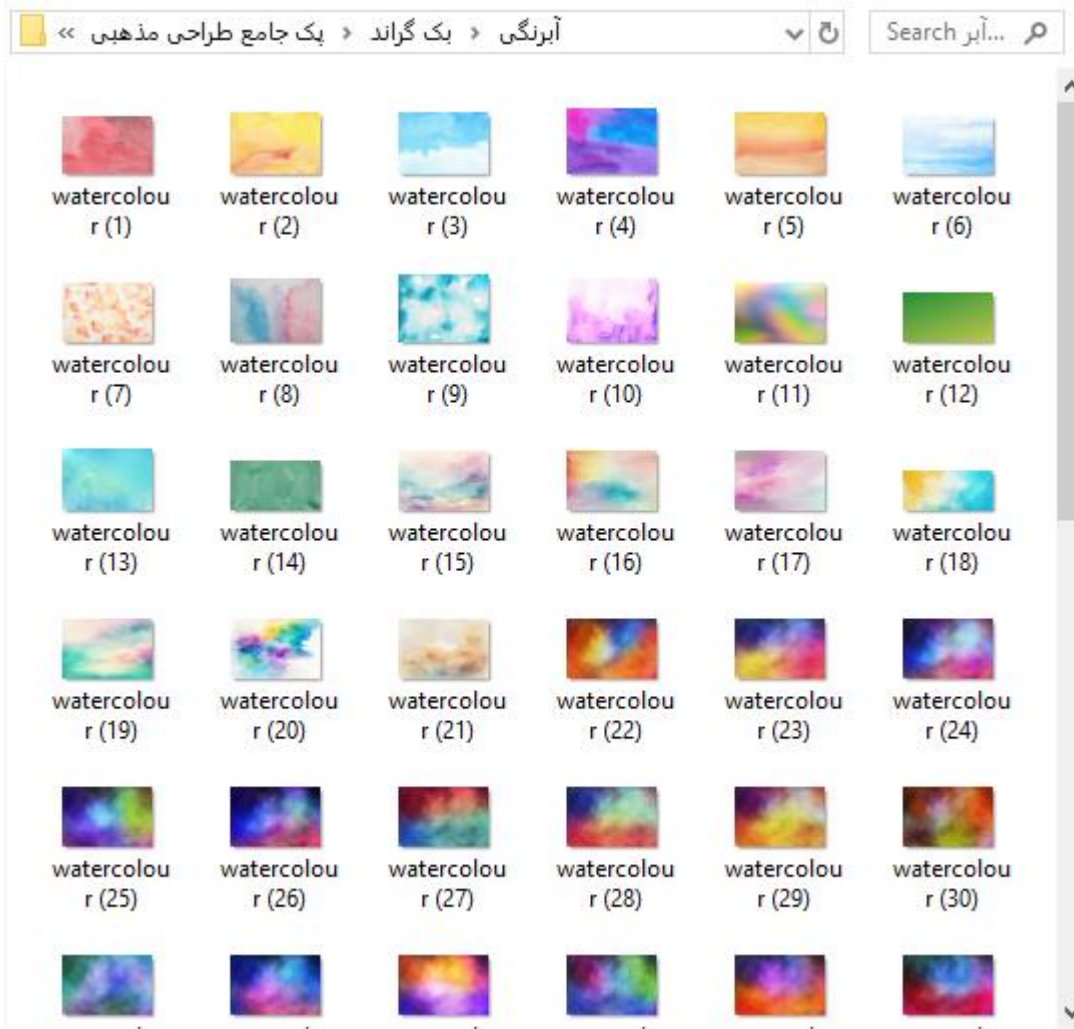 « پک جامع طراحی مذهبی › بک گراند › آبرنگی
Search آبر...
watercolou watercolou watercolou watercolou watercolou watercolou
r (1) r (2) r (3) r (4) r (5) r (6)
watercolou watercolou watercolou watercolou watercolou watercolou
r (7) r (8) r (9) r (10) r (11) r (12)
watercolou watercolou watercolou watercolou watercolou watercolou
r (13) r (14) r (15) r (16) r (17) r (18)
watercolou watercolou watercolou watercolou watercolou watercolou
r (19) r (20) r (21) r (22) r (23) r (24)
watercolou watercolou watercolou watercolou watercolou watercolou
r (25) r (26) r (27) r (28) r (29) r (30)